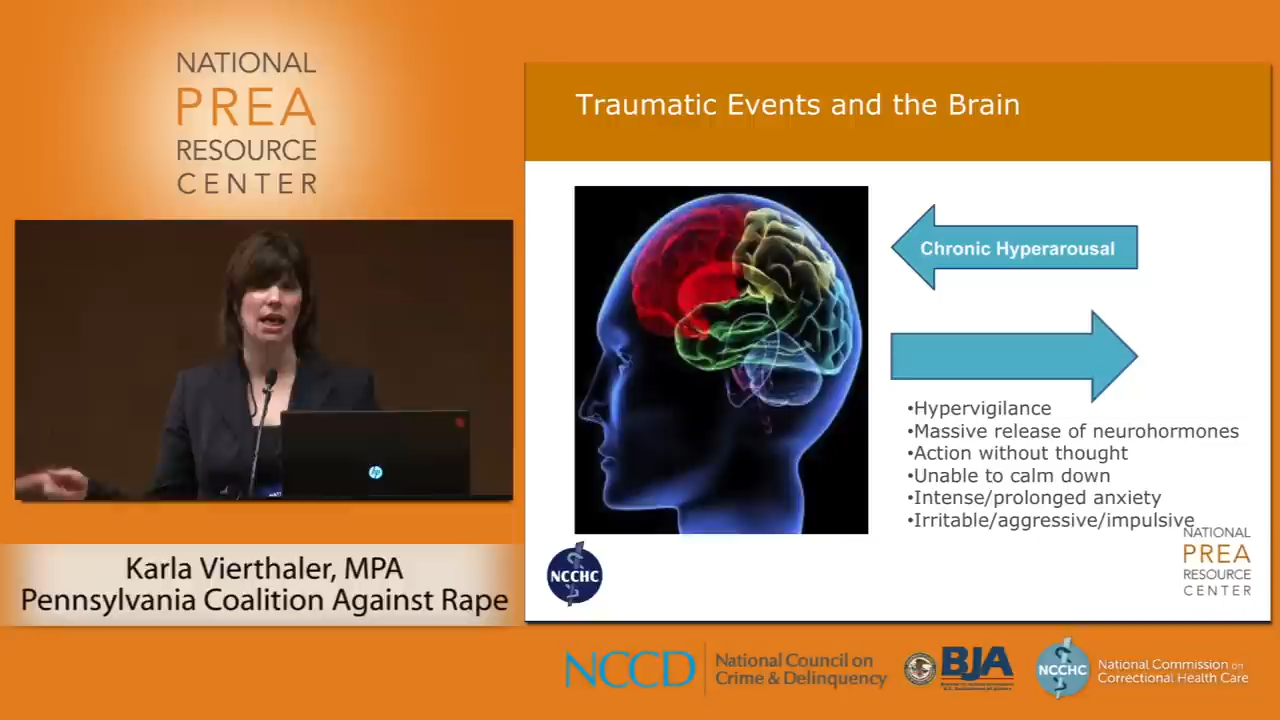 NATIONAL
PREA
RESOURCE
CENTER
Karla Vierthaler, MPA
Pennsylvania Coalition Against Rape
Traumatic Events and the Brain
Chronic Hyperarousal
•Hypervigilance
•Massive release of neurohormones
•Action without thought
•Unable to calm down
•Intense/prolonged anxiety
•Irritable/aggressive/impulsive
NCCHC
NATIONAL
PREA
RESOURCE
CENTER
hp
NCCD
National Council on
Crime & Delinquency
BJA
NCCHC
National Commission on
Correctional Health Care